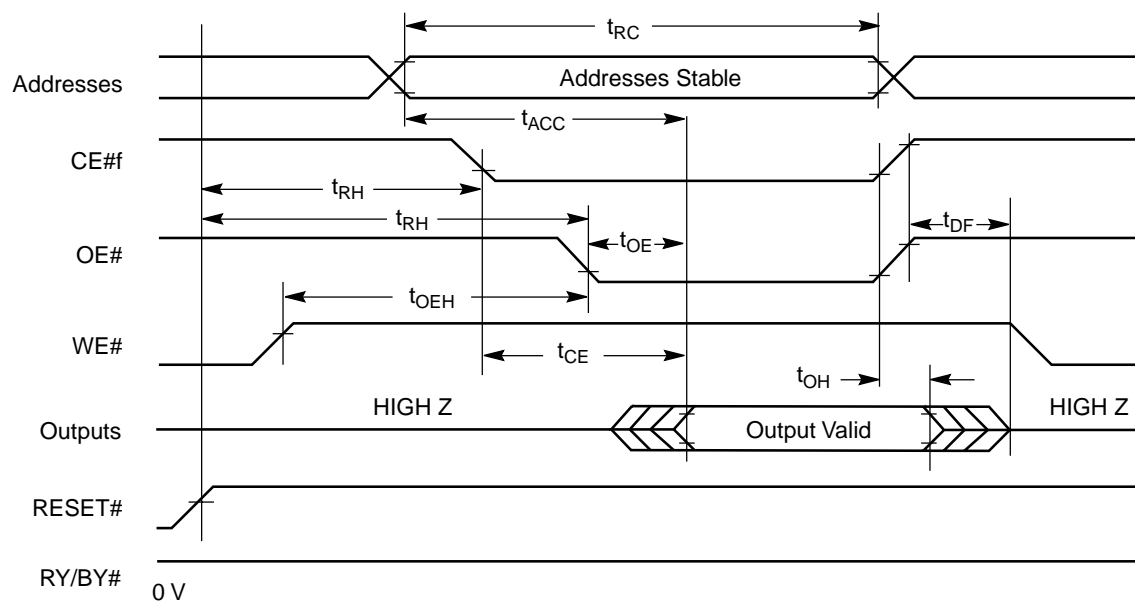 tRC
Addresses
Addresses Stable
tACC
CE#f
tRH
tRH
tOE
tDF
OE#
tOEH
WE#
tCE
tOH
HIGH Z
HIGH Z
Outputs
Output Valid
RESET#
RY/BY#
0 V